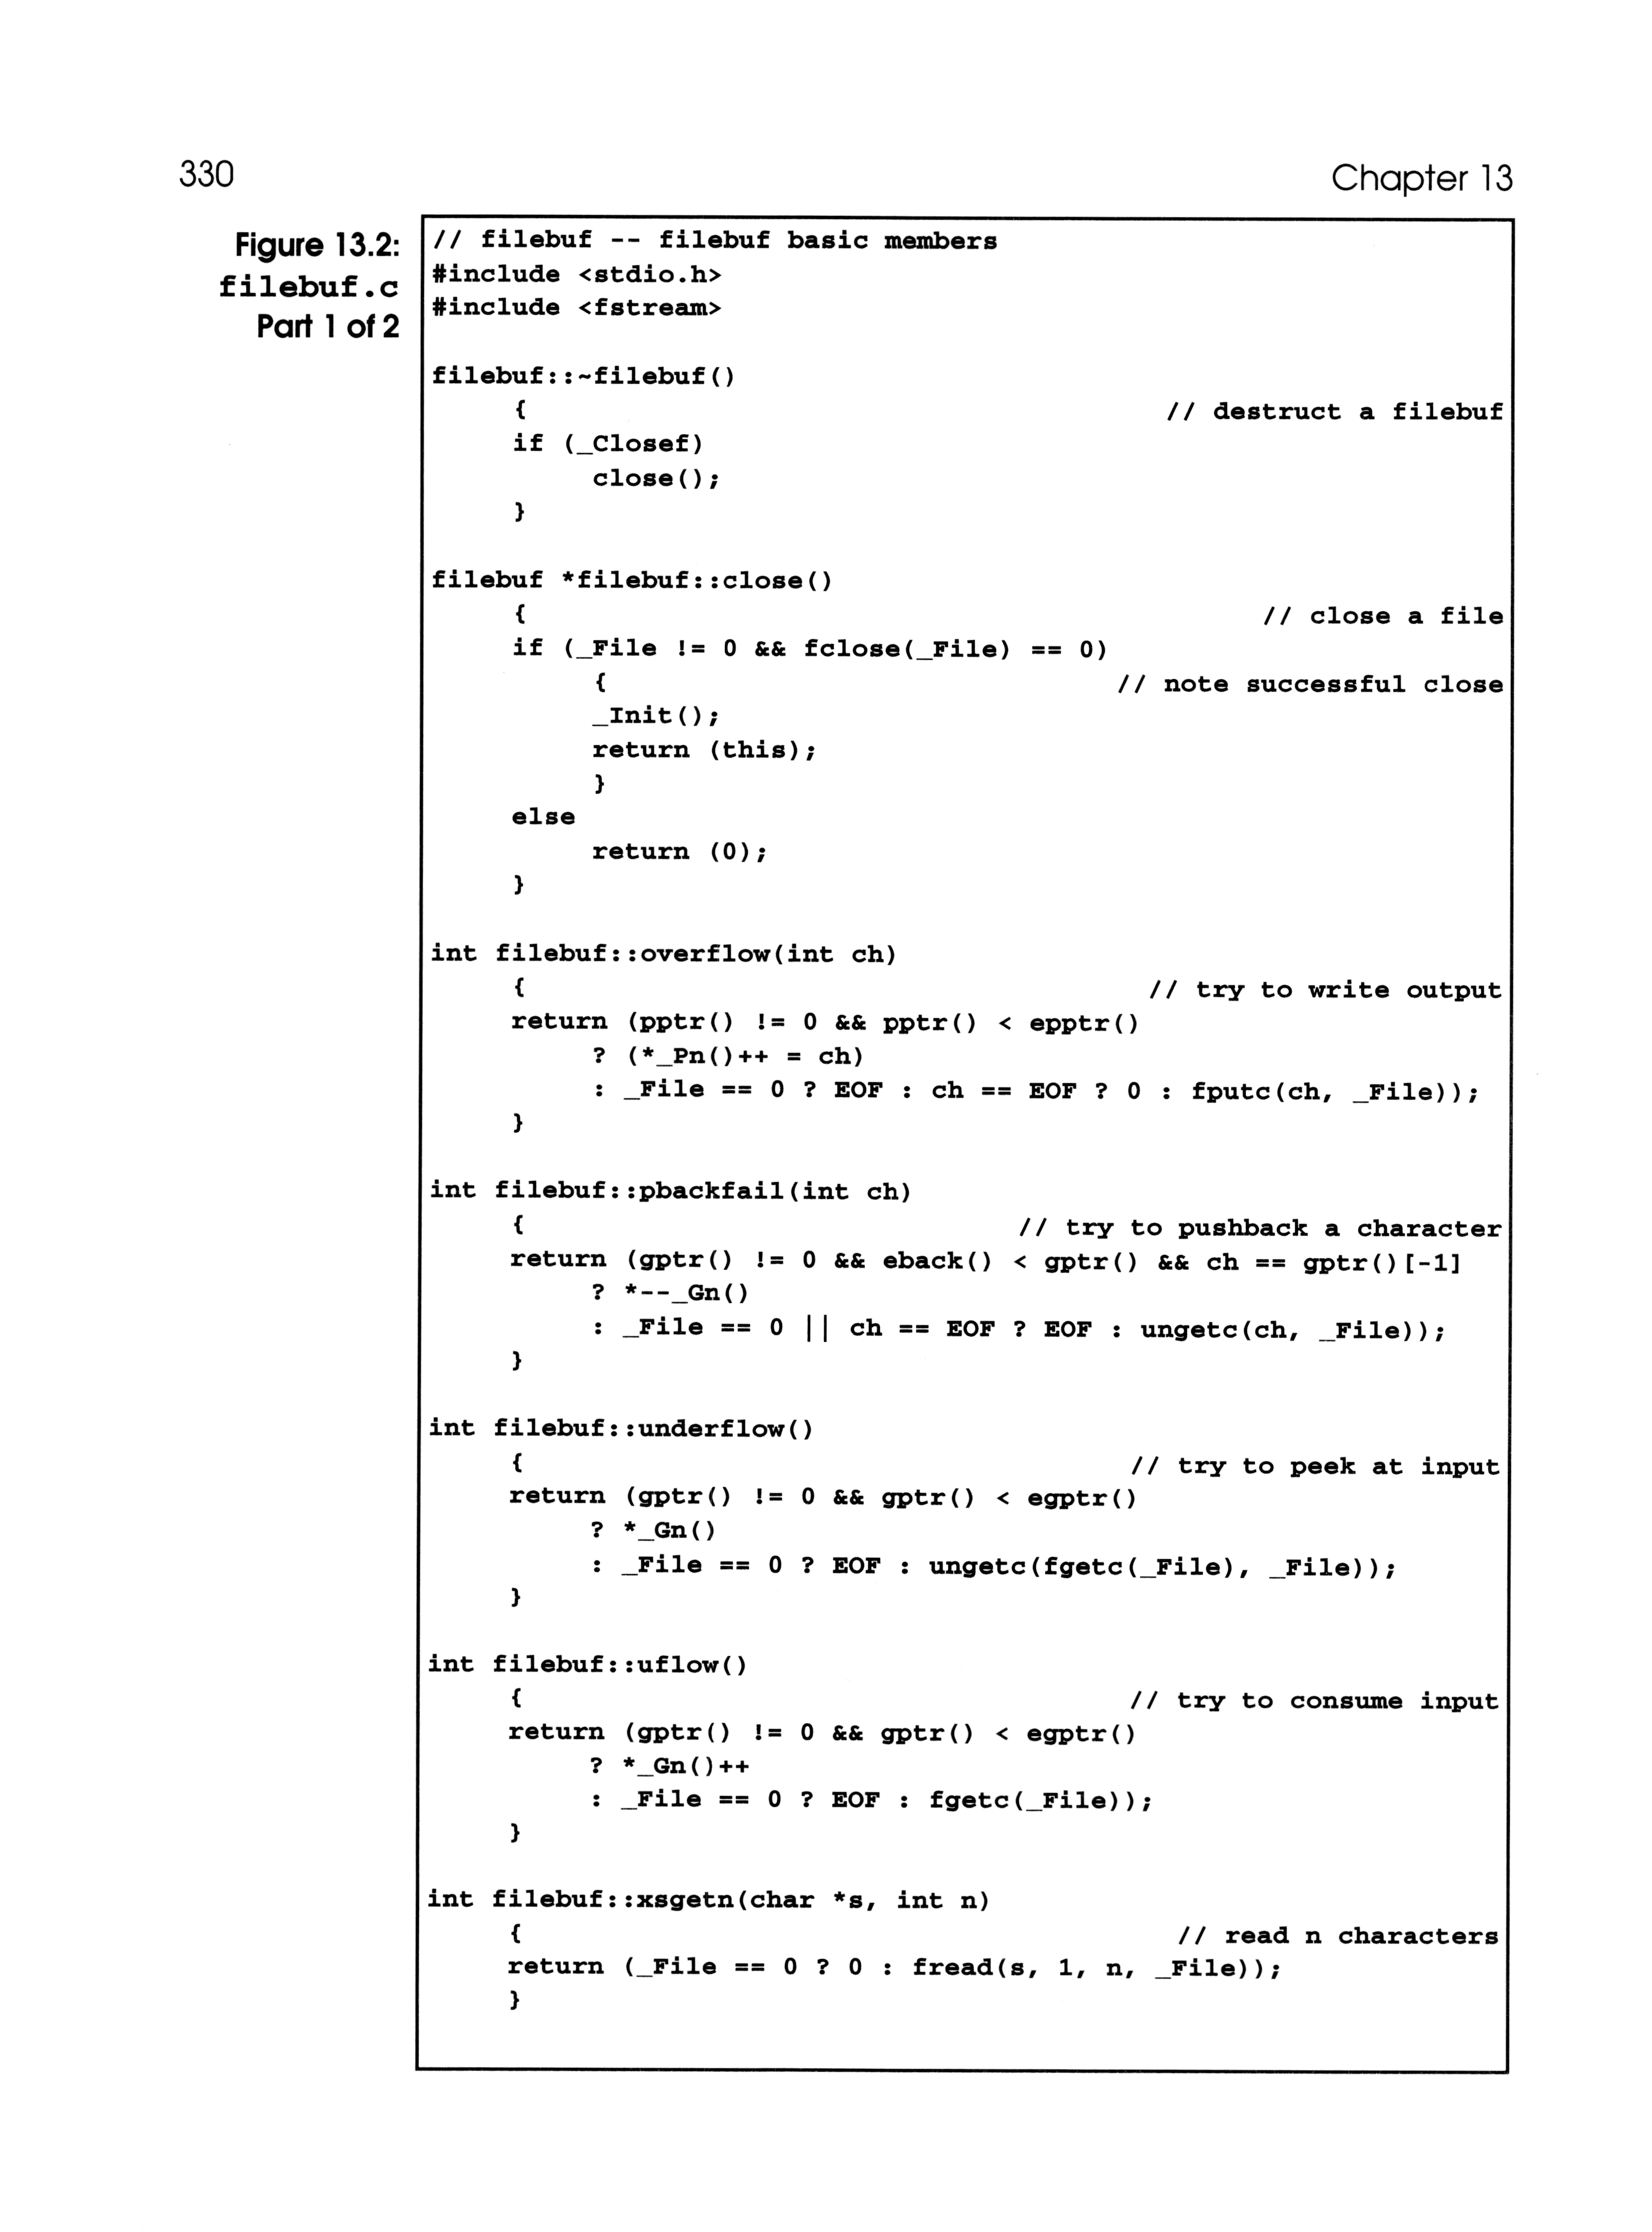 330
Chapter 13
Figure 13.2:
filebuf.c
Part 1 of 2
// filebuf -- filebuf basic members
#include <stdio.h>
#include <fstream>
filebuf::~filebuf()
{ // destruct a filebuf
if (_Closef)
close();
}
filebuf *filebuf::close()
{ // close a file
if (_File != 0 && fclose(_File) == 0)
{ // note successful close
_Init();
return (this);
}
else
return (0);
}
int filebuf::overflow(int ch)
{ // try to write output
return (pptr() != 0 && pptr() < epptr()
? (*_Pn()++ = ch)
: _File == 0 ? EOF : ch == EOF ? 0 : fputc(ch, _File));
}
int filebuf::pbackfail(int ch)
{ // try to pushback a character
return (gptr() != 0 && eback() < gptr() && ch == gptr()[-1]
? *--_Gn()
: _File == 0 || ch == EOF ? EOF : ungetc(ch, _File));
}
int filebuf::underflow()
{ // try to peek at input
return (gptr() != 0 && gptr() < egptr()
? *_Gn()
: _File == 0 ? EOF : ungetc(fgetc(_File), _File));
}
int filebuf::uflow()
{ // try to consume input
return (gptr() != 0 && gptr() < egptr()
? *_Gn()++
: _File == 0 ? EOF : fgetc(_File));
}
int filebuf::xsgetn(char *s, int n)
{ // read n characters
return (_File == 0 ? 0 : fread(s, 1, n, _File));
}